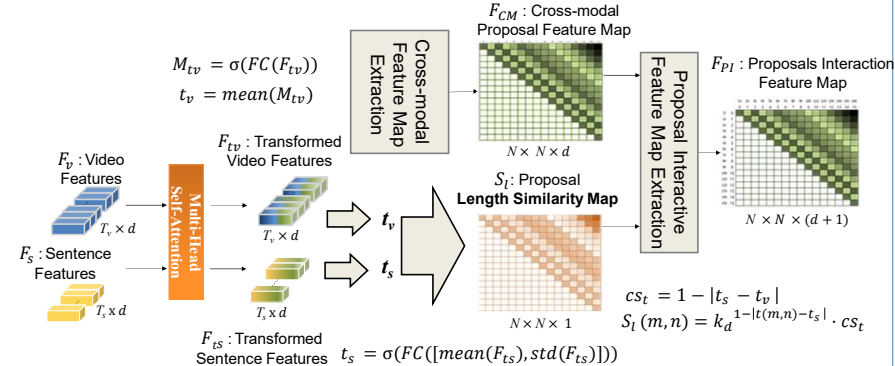 F_CM : Cross-modal
Proposal Feature Map
Cross-modal
Feature Map
Extraction
M_tv = σ(FC(F_tv))
t_v = mean(M_tv)
N × N × d
Proposal Interactive
Feature Map Extraction
F_PI : Proposals Interaction
Feature Map
N × N × (d + 1)
F_v : Video
Features
T_v × d
F_s : Sentence
Features
T_s x d
Multi-Head
Self-Attention
F_tv : Transformed
Video Features
T_v × d
T_s x d
F_ts : Transformed
Sentence Features
t_v
t_s
S_l: Proposal
Length Similarity Map
N × N × 1
t_s = σ(FC([mean(F_ts), std(F_ts)]))
cs_t = 1 − |t_s − t_v|
S_l (m, n) = k_d^{1−|t(m,n)−t_s|} · cs_t